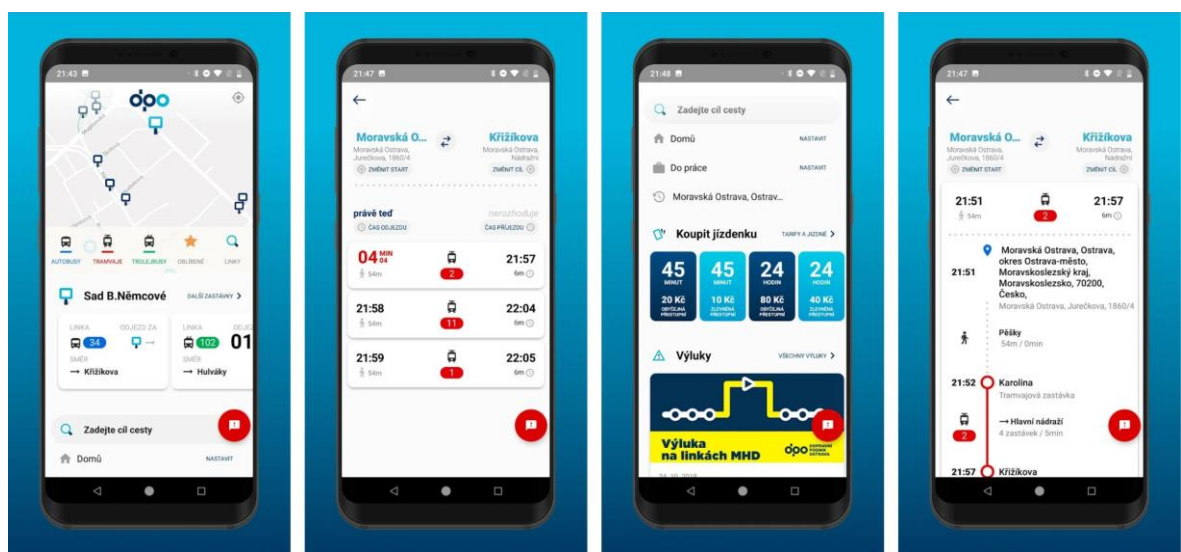 21:43
dpo
AUTOBUSY TRAMVAJE TROLEJBUSY OBLÍBENÉ LINKY
Sad B.Němcové DALŠÍ ZASTÁVKY
LINKA ODJEZD ZA
34
SMĚR
→ Křižíkova
LINKA
102 01
SMĚR
→ Hulváky
Zadejte cíl cesty
Domů NASTAVIT
21:47
Moravská O... Křižíkova
Moravská Ostrava, Jurečkova, 1860/4
Moravská Ostrava, Nádražní
ZMĚNIT START ZMĚNIT CÍL
právě teď nerozhoduje
ČAS ODJEZDU ČAS PŘÍJEZDU
04 MIN 04 21:57
54m 2 6m
21:58 22:04
54m 11 6m
21:59 22:05
54m 1 6m
21:48
Zadejte cíl cesty
Domů NASTAVIT
Do práce NASTAVIT
Moravská Ostrava, Ostrav...
Koupit jízdenku TARIFY A JÍZDNÉ
45 45 24 24
MINUT MINUT HODIN HODIN
20 Kč 10 Kč 80 Kč 40 Kč
OBYČEJNÁ PŘESTUPNÍ ZLEVNĚNÁ PŘESTUPNÍ OBYČEJNÁ PŘESTUPNÍ ZLEVNĚNÁ PŘESTUPNÍ
Výluky VŠECHNY VÝLUKY
Výluka
na linkách MHD
dpo DOPRAVNÍ PODNIK OSTRAVA
21:47
Moravská O... Křižíkova
Moravská Ostrava, Jurečkova, 1860/4
Moravská Ostrava, Nádražní
ZMĚNIT START ZMĚNIT CÍL
21:51 21:57
54m 2 6m
21:51
Moravská Ostrava, Ostrava,
okres Ostrava-město,
Moravskoslezský kraj,
Moravskoslezsko, 70200,
Česko,
Moravská Ostrava, Jurečkova, 1860/4
Pěšky
54m / 0min
21:52 Karolina
Tramvajová zastávka
→ Hlavní nádraží
2 4 zastávek / 5min
21:57 Křižíkova